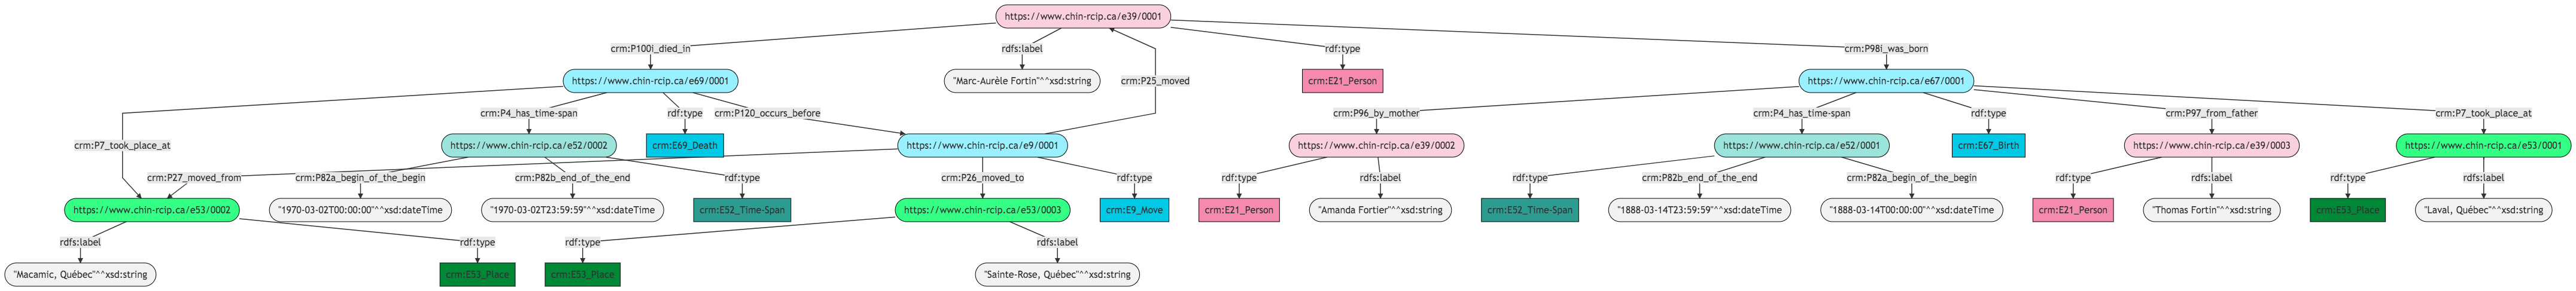 https://www.chin-rcip.ca/e39/0001
crm:P100i_died_in
rdfs:label
rdf:type
crm:P98i_was_born
https://www.chin-rcip.ca/e69/0001
"Marc-Aurèle Fortin"^^xsd:string
crm:P25_moved
crm:E21_Person
https://www.chin-rcip.ca/e67/0001
crm:P7_took_place_at
crm:P4_has_time-span
rdf:type
crm:P120_occurs_before
crm:P96_by_mother
crm:P4_has_time-span
rdf:type
crm:P97_from_father
crm:P7_took_place_at
https://www.chin-rcip.ca/e52/0002
crm:E69_Death
https://www.chin-rcip.ca/e9/0001
https://www.chin-rcip.ca/e39/0002
https://www.chin-rcip.ca/e52/0001
crm:E67_Birth
https://www.chin-rcip.ca/e39/0003
https://www.chin-rcip.ca/e53/0001
crm:P27_moved_from
crm:P82a_begin_of_the_begin
crm:P82b_end_of_the_end
rdf:type
crm:P26_moved_to
rdf:type
rdf:type
rdfs:label
rdf:type
crm:P82b_end_of_the_end
crm:P82a_begin_of_the_begin
rdf:type
rdfs:label
rdf:type
rdfs:label
https://www.chin-rcip.ca/e53/0002
"1970-03-02T00:00:00"^^xsd:dateTime
"1970-03-02T23:59:59"^^xsd:dateTime
crm:E52_Time-Span
https://www.chin-rcip.ca/e53/0003
crm:E9_Move
crm:E21_Person
"Amanda Fortier"^^xsd:string
crm:E52_Time-Span
"1888-03-14T23:59:59"^^xsd:dateTime
"1888-03-14T00:00:00"^^xsd:dateTime
crm:E21_Person
"Thomas Fortin"^^xsd:string
crm:E53_Place
"Laval, Québec"^^xsd:string
rdfs:label
rdf:type
rdf:type
rdfs:label
"Macamic, Québec"^^xsd:string
crm:E53_Place
crm:E53_Place
"Sainte-Rose, Québec"^^xsd:string